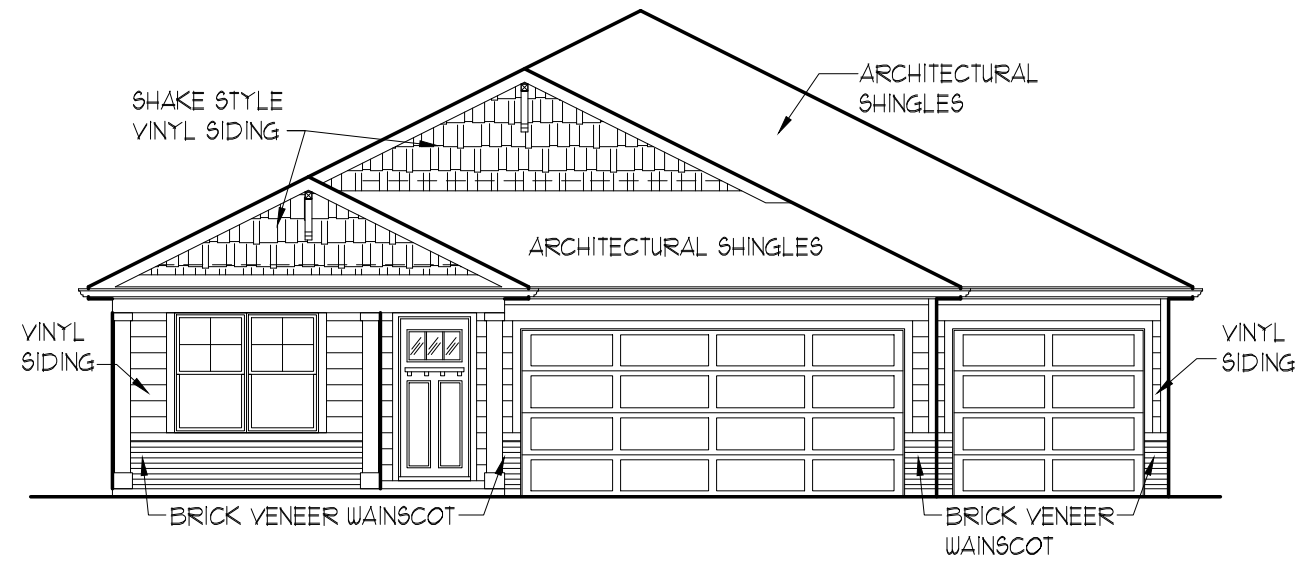 ARCHITECTURAL
SHINGLES
SHAKE STYLE
VINYL SIDING
ARCHITECTURAL SHINGLES
VINYL
SIDING
VINYL
SIDING
BRICK VENEER WAINSCOT
BRICK VENEER
WAINSCOT